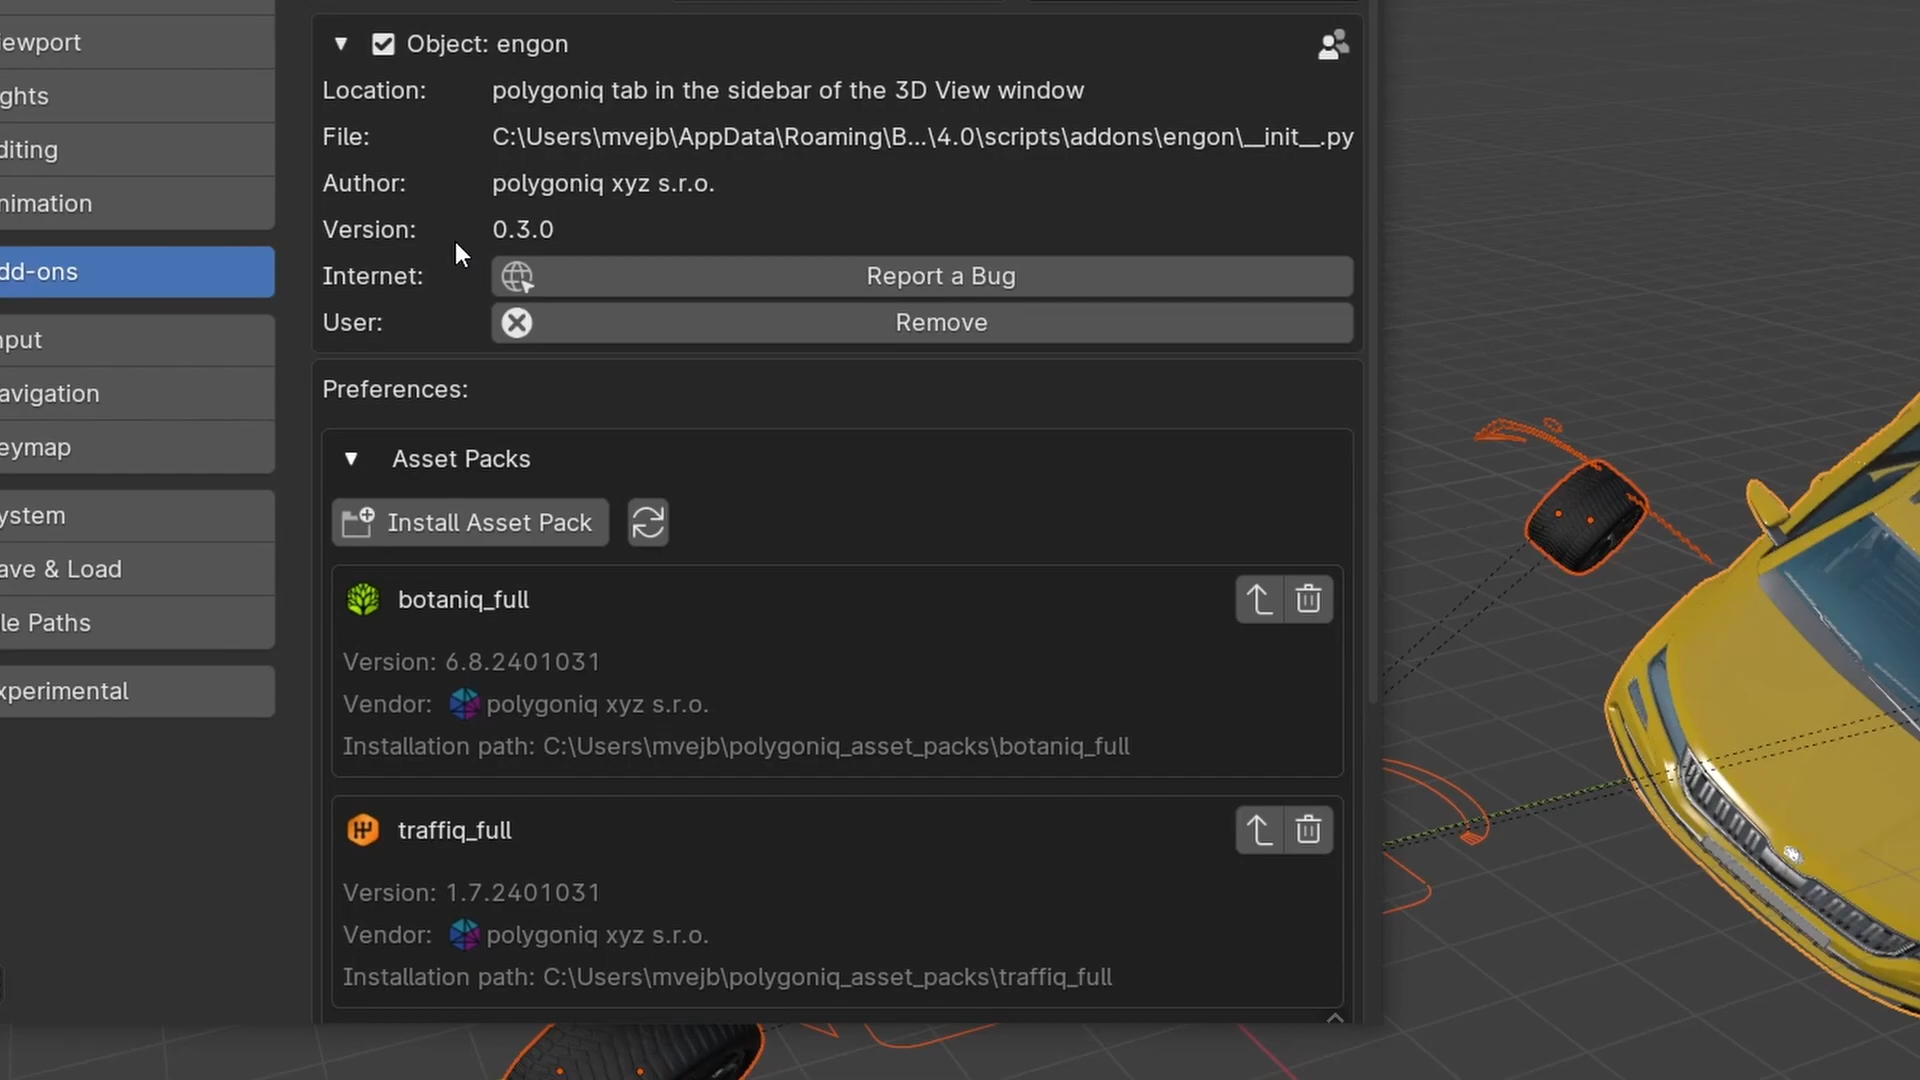 ewport
ghts
diting
nimation
dd-ons
nput
avigation
eymap
ystem
ave & Load
le Paths
xperimental
Object: engon
Location: polygoniq tab in the sidebar of the 3D View window
File: C:\Users\mvejb\AppData\Roaming\B...\4.0\scripts\addons\engon\__init__.py
Author: polygoniq xyz s.r.o.
Version: 0.3.0
Internet: Report a Bug
User: Remove
Preferences:
Asset Packs
Install Asset Pack
botaniq_full
Version: 6.8.2401031
Vendor: polygoniq xyz s.r.o.
Installation path: C:\Users\mvejb\polygoniq_asset_packs\botaniq_full
traffiq_full
Version: 1.7.2401031
Vendor: polygoniq xyz s.r.o.
Installation path: C:\Users\mvejb\polygoniq_asset_packs\traffiq_full